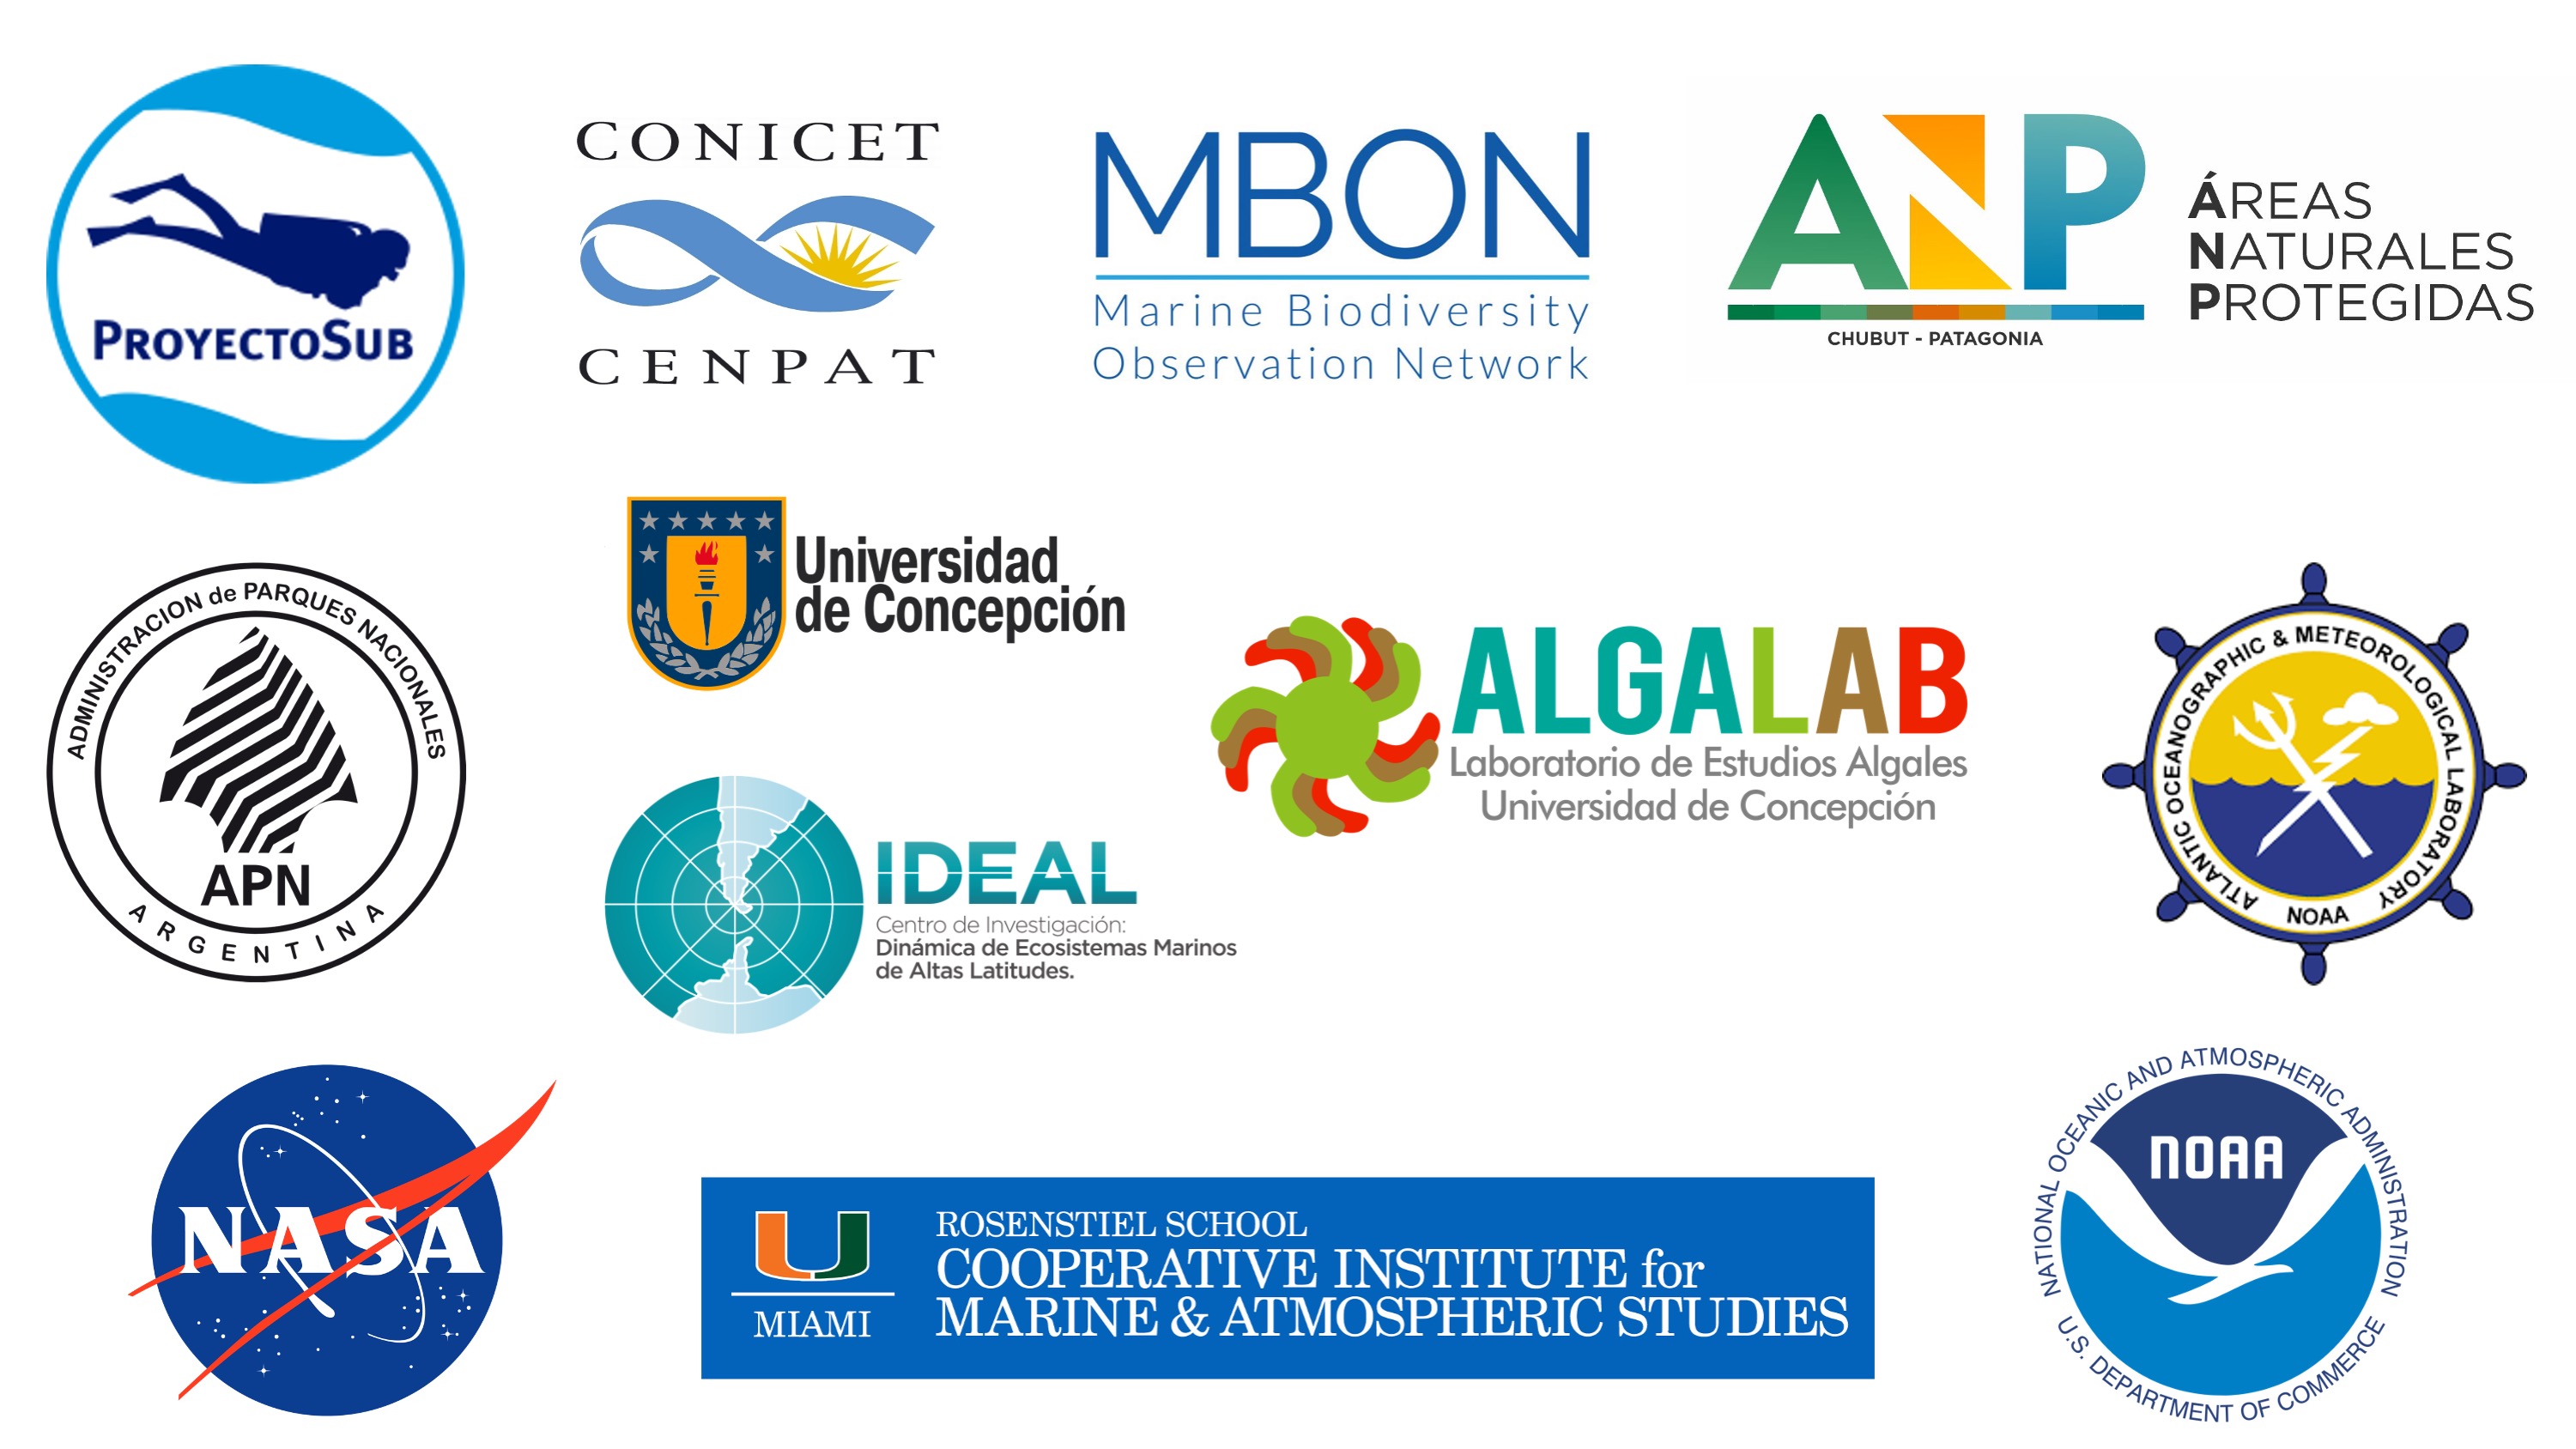 PROYECTOSUB
CONICET
CENPAT
MBON
Marine Biodiversity
Observation Network
ANP
CHUBUT - PATAGONIA
ÁREAS
NATURALES
PROTEGIDAS
ADMINISTRACION de PARQUES NACIONALES
APN
ARGENTINA
Universidad
de Concepción
IDEAL
Centro de Investigación:
Dinámica de Ecosistemas Marinos
de Altas Latitudes.
ALGALAB
Laboratorio de Estudios Algales
Universidad de Concepción
ATLANTIC OCEANOGRAPHIC & METEOROLOGICAL LABORATORY
NOAA
NASA
U
MIAMI
ROSENSTIEL SCHOOL
COOPERATIVE INSTITUTE for
MARINE & ATMOSPHERIC STUDIES
NATIONAL OCEANIC AND ATMOSPHERIC ADMINISTRATION
NOAA
U.S. DEPARTMENT OF COMMERCE